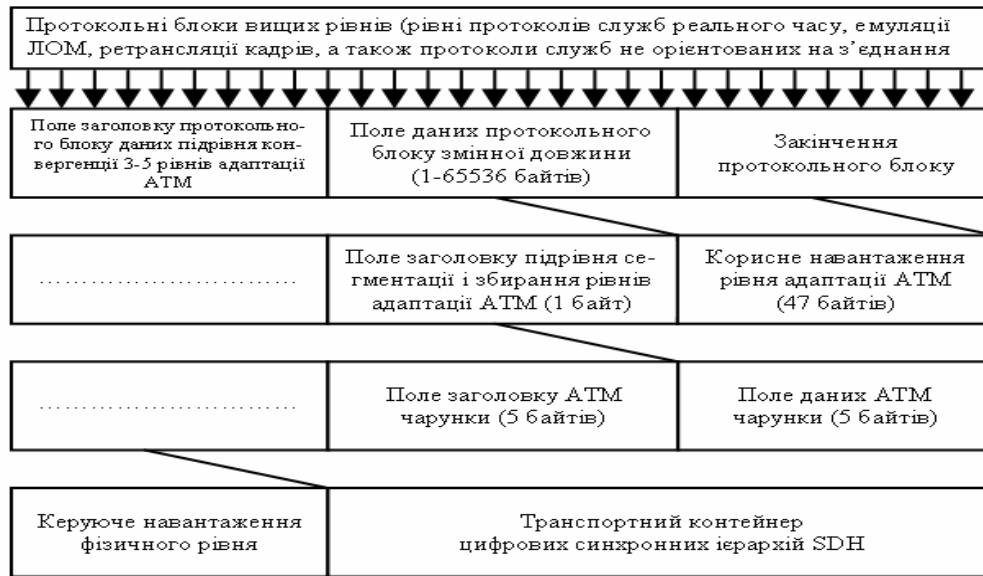 Протокольні блоки вищих рівнів (рівні протоколів служб реального часу, емуляції
ЛОМ, ретрансляції кадрів, а також протоколи служб не орієнтованих на з’єднання
Поле заголовку протокольно-
го блоку даних підрівня кон-
вергенції 3-5 рівнів адаптації
АТМ
Поле даних протокольного
блоку змінної довжини
(1-65536 байтів)
Закінчення
протокольного блоку
................................
Поле заголовку підрівня се-
гментації і збирання рівнів
адаптації АТМ (1 байт)
Корисне навантаження
рівня адаптації АТМ
(47 байтів)
................................
Поле заголовку АТМ
чарунки (5 байтів)
Поле даних АТМ
чарунки (5 байтів)
Керуюче навантаження
фізичного рівня
Транспортний контейнер
цифрових синхронних ієрархій SDH